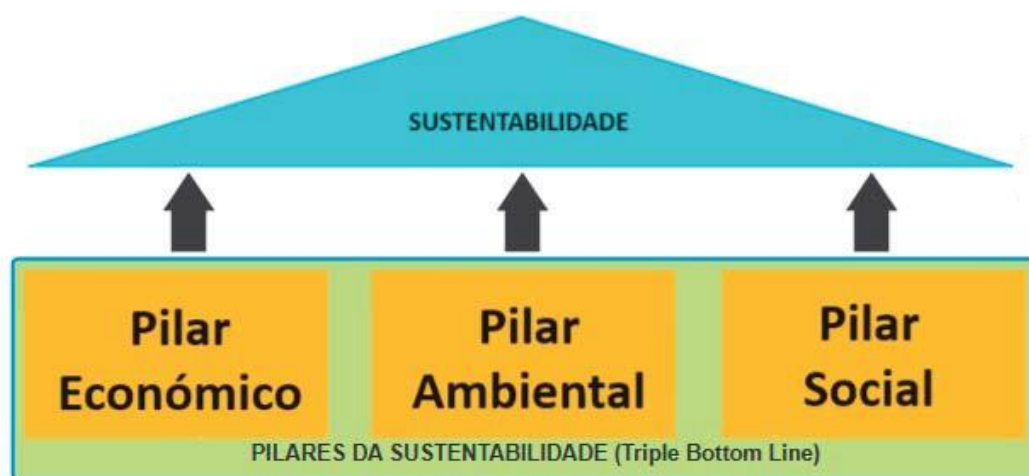 SUSTENTABILIDADE
Pilar
Económico
Pilar
Ambiental
Pilar
Social
PILARES DA SUSTENTABILIDADE (Triple Bottom Line)